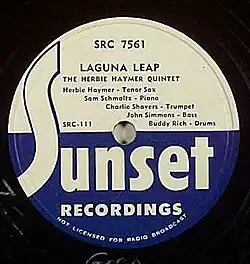 SRC 7561
LAGUNA LEAP
THE HERBIE HAYMER QUINTET
Herbie Haymer - Tenor Sax
Sam Schmaltz - Piano
Charlie Shavers - Trumpet
John Simmons - Bass
SRC-111 Buddy Rich - Drums
Sunset
RECORDINGS
NOT LICENSED FOR RADIO BROADCAST